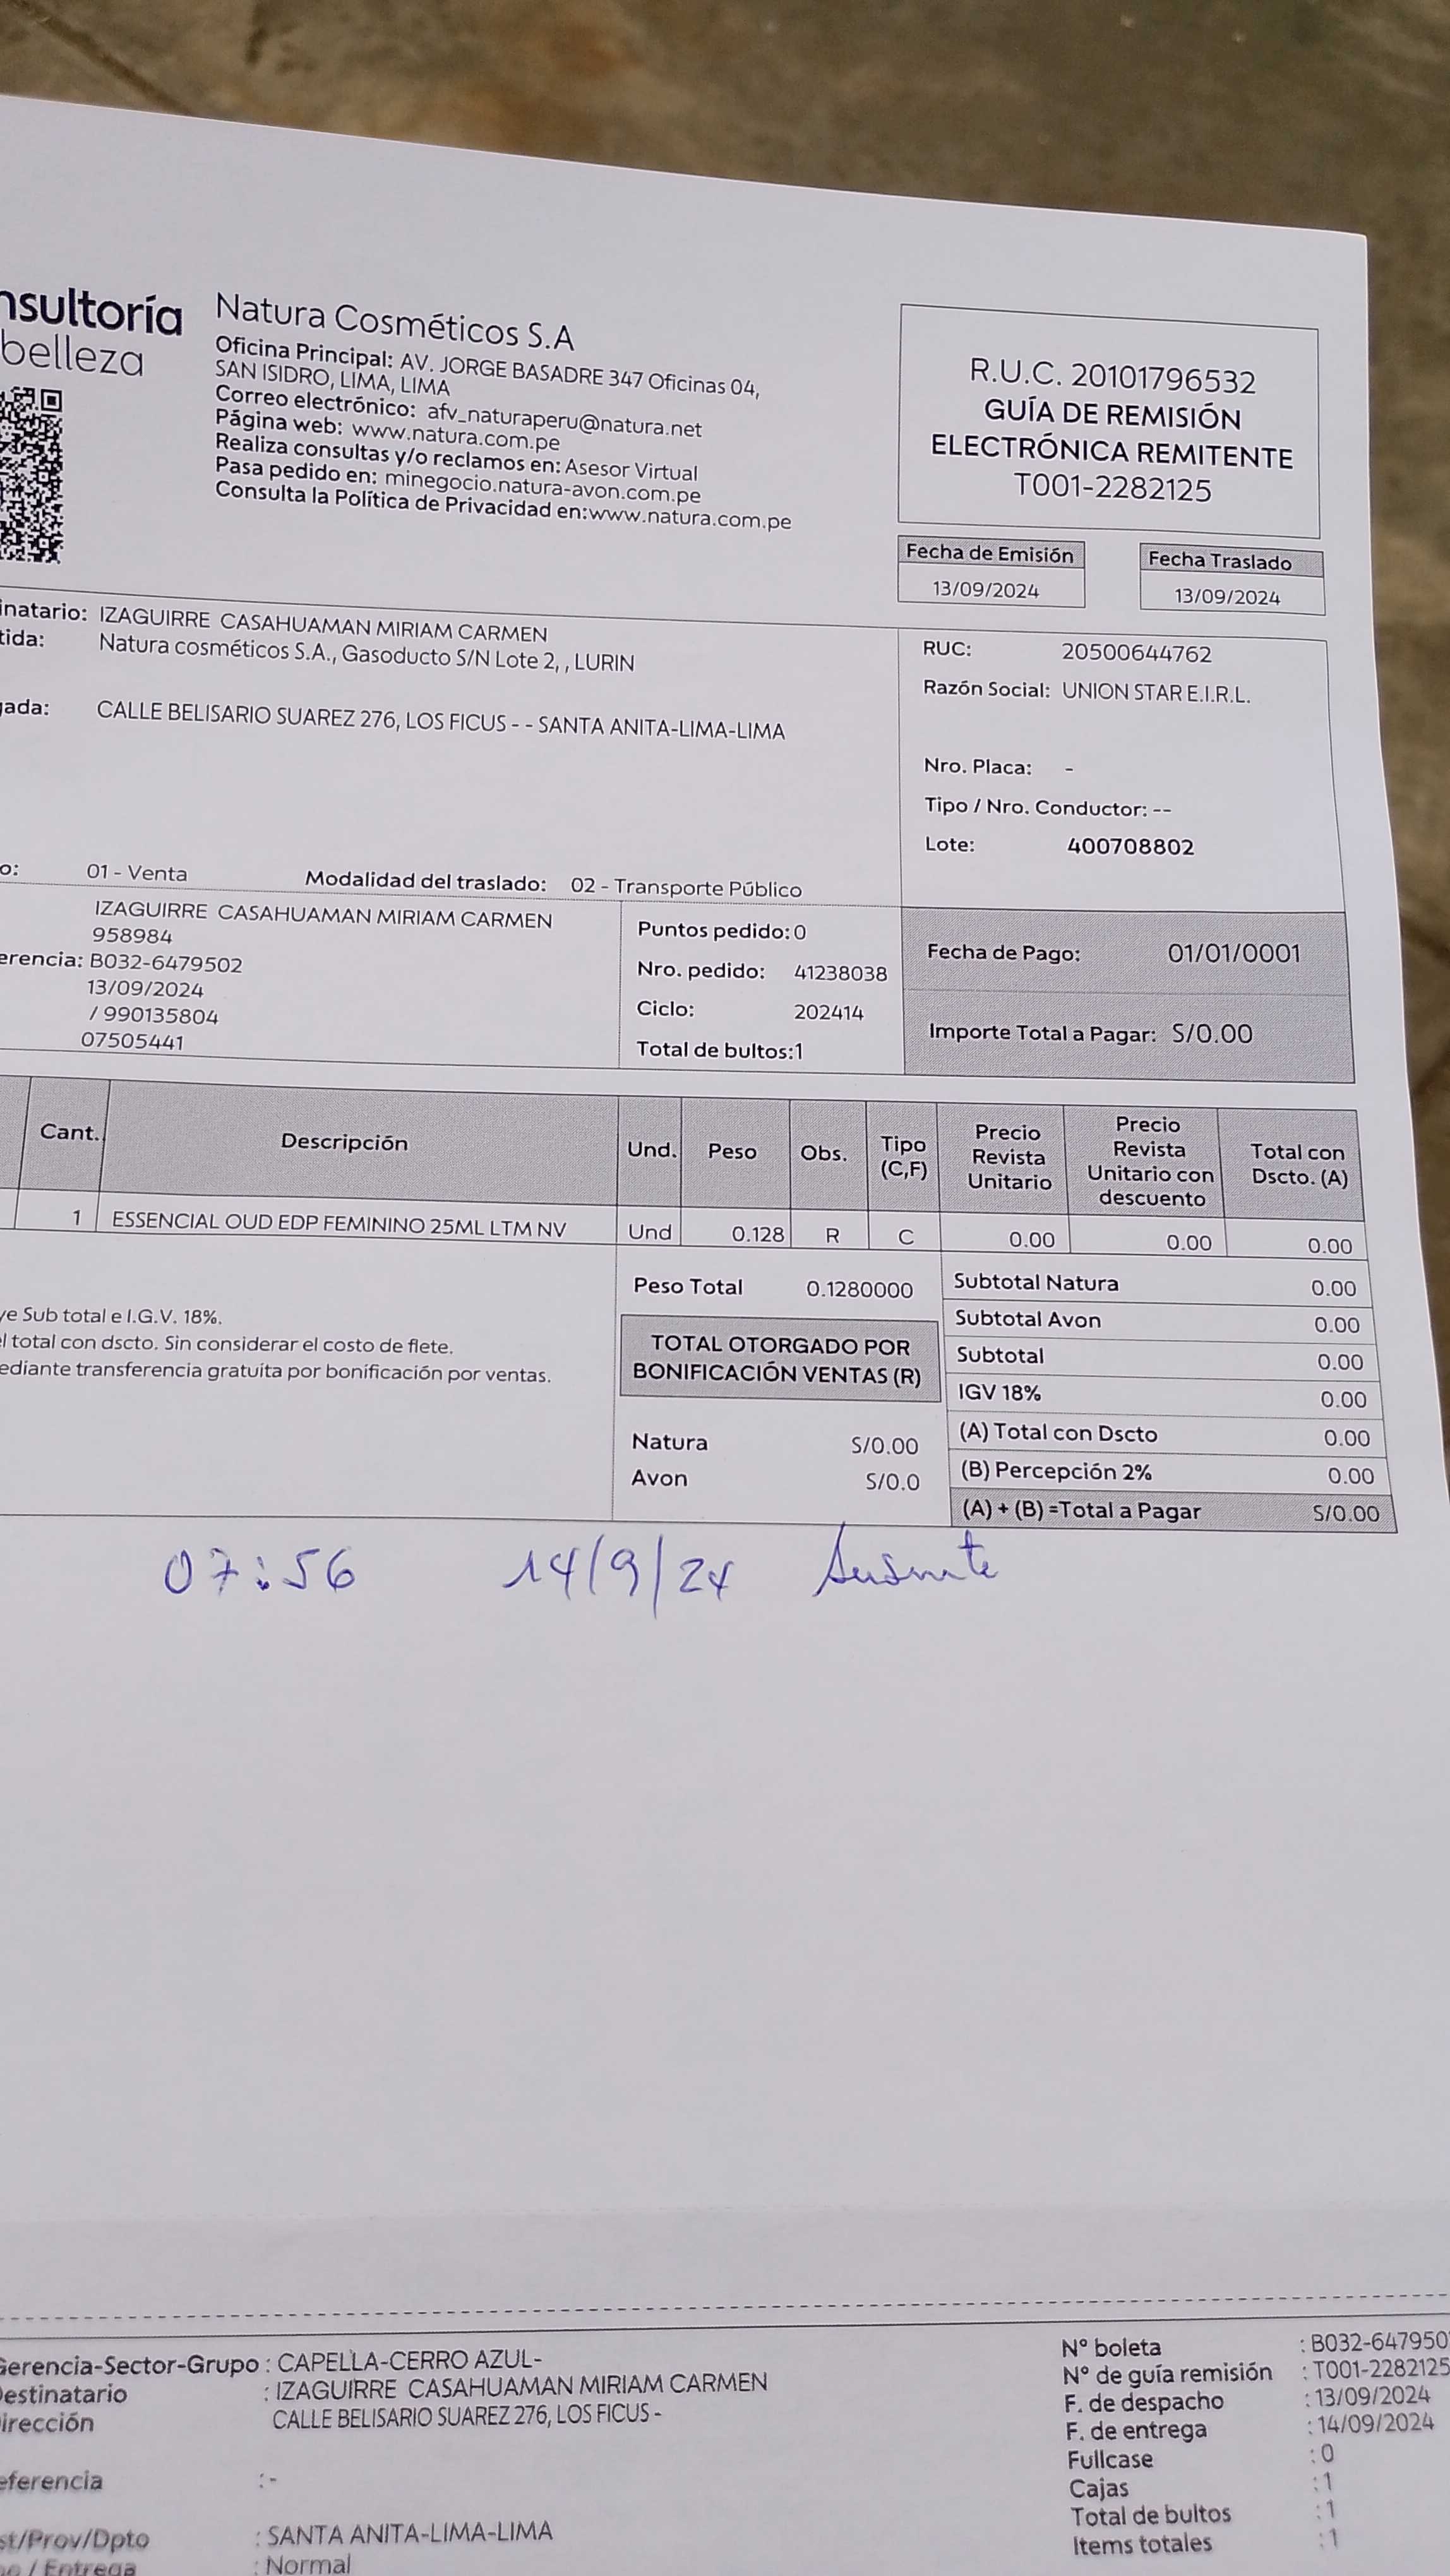 nsultoría
belleza
Natura Cosméticos S.A
Oficina Principal: AV. JORGE BASADRE 347 Oficinas 04,
SAN ISIDRO, LIMA, LIMA
Correo electrónico: afv_naturaperu@natura.net
Página web: www.natura.com.pe
Realiza consultas y/o reclamos en: Asesor Virtual
Pasa pedido en: minegocio.natura-avon.com.pe
Consulta la Política de Privacidad en:www.natura.com.pe
R.U.C. 20101796532
GUÍA DE REMISIÓN
ELECTRÓNICA REMITENTE
T001-2282125
Fecha de Emisión
13/09/2024
Fecha Traslado
13/09/2024
inatario: IZAGUIRRE CASAHUAMAN MIRIAM CARMEN
tida: Natura cosméticos S.A., Gasoducto S/N Lote 2, , LURIN
gada: CALLE BELISARIO SUAREZ 276, LOS FICUS - - SANTA ANITA-LIMA-LIMA
RUC: 20500644762
Razón Social: UNION STAR E.I.R.L.
Nro. Placa: -
Tipo / Nro. Conductor: --
Lote: 400708802
o: 01 - Venta Modalidad del traslado: 02 - Transporte Público
IZAGUIRRE CASAHUAMAN MIRIAM CARMEN
958984
erencia: B032-6479502
13/09/2024
/ 990135804
07505441
Puntos pedido: 0
Nro. pedido: 41238038
Ciclo: 202414
Total de bultos:1
Fecha de Pago: 01/01/0001
Importe Total a Pagar: S/0.00
Cant. Descripción Und. Peso Obs. Tipo (C,F) Precio Revista Unitario Precio Revista Unitario con descuento Total con Dscto. (A)
1 ESSENCIAL OUD EDP FEMININO 25ML LTM NV Und 0.128 R C 0.00 0.00 0.00
Peso Total 0.1280000
ye Sub total e I.G.V. 18%.
l total con dscto. Sin considerar el costo de flete.
ediante transferencia gratuita por bonificación por ventas.
TOTAL OTORGADO POR
BONIFICACIÓN VENTAS (R)
Natura S/0.00
Avon S/0.0
Subtotal Natura 0.00
Subtotal Avon 0.00
Subtotal 0.00
IGV 18% 0.00
(A) Total con Dscto 0.00
(B) Percepción 2% 0.00
(A) + (B) =Total a Pagar S/0.00
07:56 14/9/24
Gerencia-Sector-Grupo : CAPELLA-CERRO AZUL-
Destinatario : IZAGUIRRE CASAHUAMAN MIRIAM CARMEN
irección CALLE BELISARIO SUAREZ 276, LOS FICUS -
eferencia :-
st/Prov/Dpto : SANTA ANITA-LIMA-LIMA
/ Entrega : Normal
N° boleta : B032-647950
N° de guía remisión : T001-2282125
F. de despacho : 13/09/2024
F. de entrega : 14/09/2024
Fullcase : 0
Cajas : 1
Total de bultos : 1
Items totales : 1